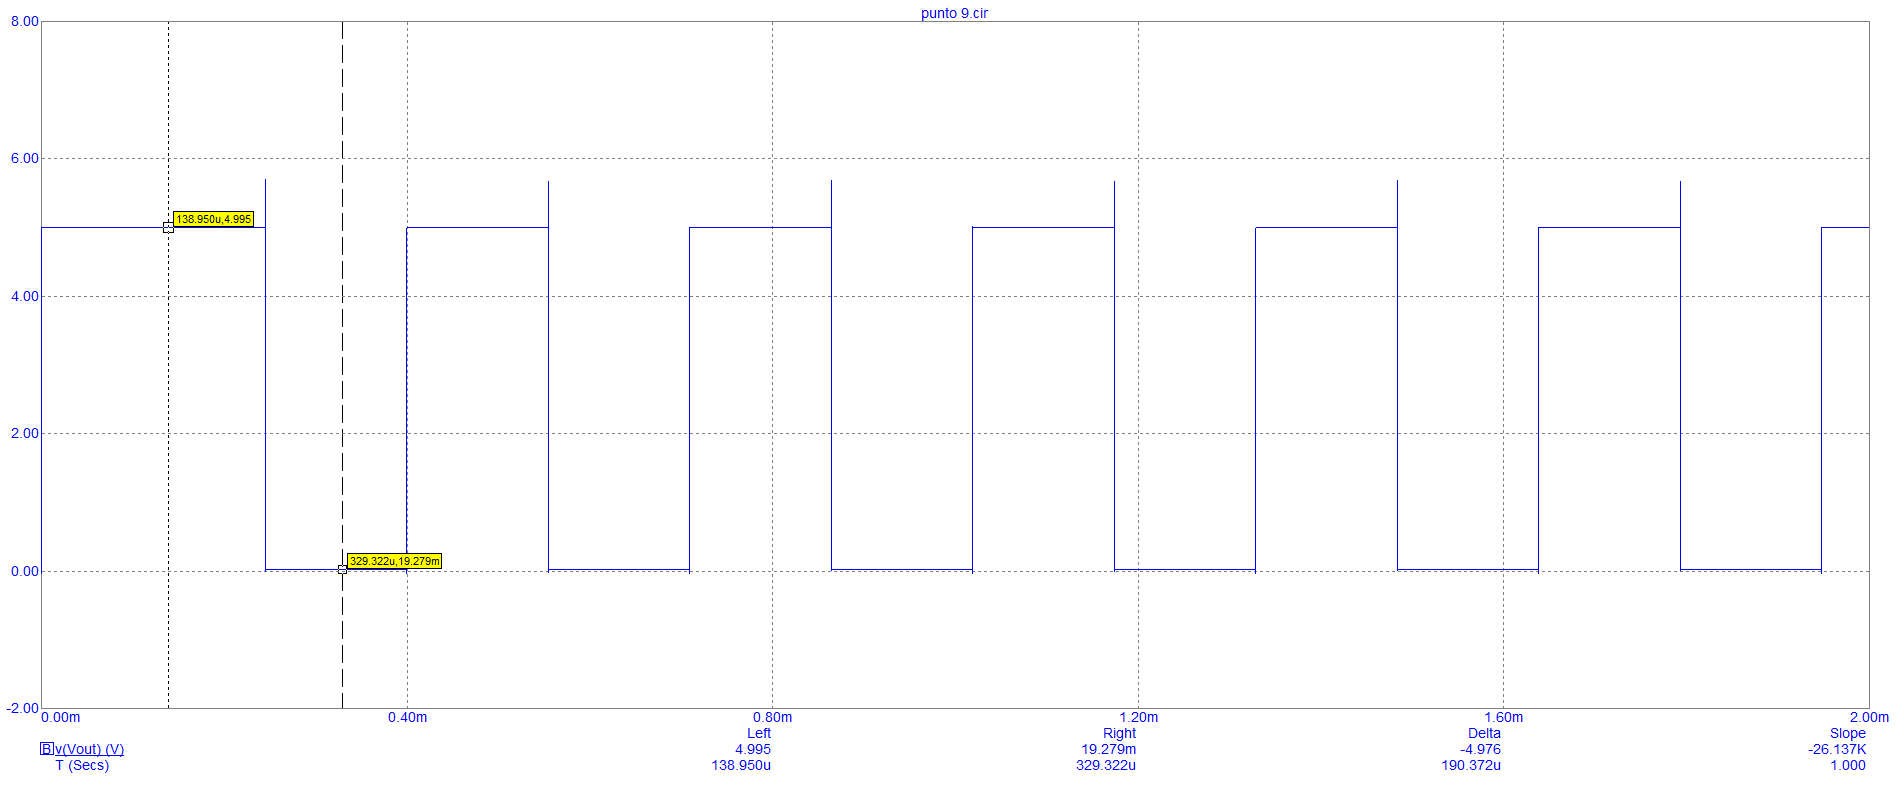 punto 9.cir
8.00
6.00
4.00
2.00
0.00
-2.00
138.950u,4.995
329.322u,19.279m
0.00m 0.40m 0.80m 1.20m 1.60m 2.00m
Left Right Delta Slope
B v(Vout) (V) 4.995 19.279m -4.976 -26.137K
T (Secs) 138.950u 329.322u 190.372u 1.000